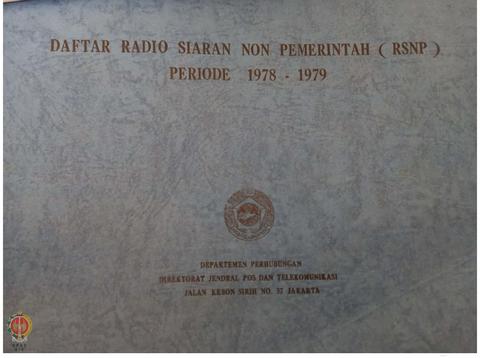 DAFTAR RADIO SIARAN NON PEMERINTAH ( RSNP )
PERIODE 1978 - 1979
DEPARTEMEN PERHUBUNGAN
DIREKTORAT JENDRAL POS DAN TELEKOMUNIKASI
JALAN KEBON SIRIH NO. 37 JAKARTA